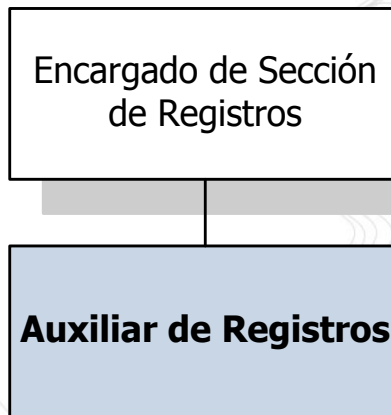 Encargado de Sección
de Registros
Auxiliar de Registros